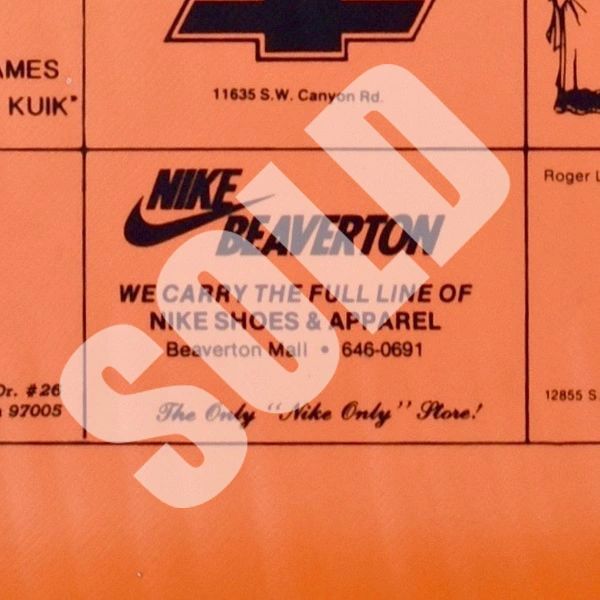 11635 S.W. Canyon Rd.
AMES
KUIK"
NIKE
BEAVERTON
WE CARRY THE FULL LINE OF
NIKE SHOES & APPAREL
Beaverton Mall • 646-0691
The Only "Nike Only" Store!
Dr. #26
97005
Roger L
12855 S.
SOLD